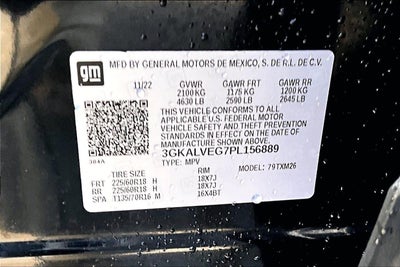 gm
MFD BY GENERAL MOTORS DE MEXICO, S. DE R.L. DE C.V.
11/22 GVWR GAWR FRT GAWR RR
2100 KG 1175 KG 1200 KG
4630 LB 2590 LB 2645 LB
THIS VEHICLE CONFORMS TO ALL
APPLICABLE U.S. FEDERAL MOTOR
VEHICLE SAFETY AND THEFT PREVENTION
STANDARDS IN EFFECT ON THE DATE OF
MANUFACTURE SHOWN ABOVE.
3GKALVEG7PL156889
TYPE: MPV 79TXM26
TIRE SIZE RIM
FRT 225/60R18 H 18X7J
RR 225/60R18 H 18X7J
SPA T135/70R16 M 16X4BT